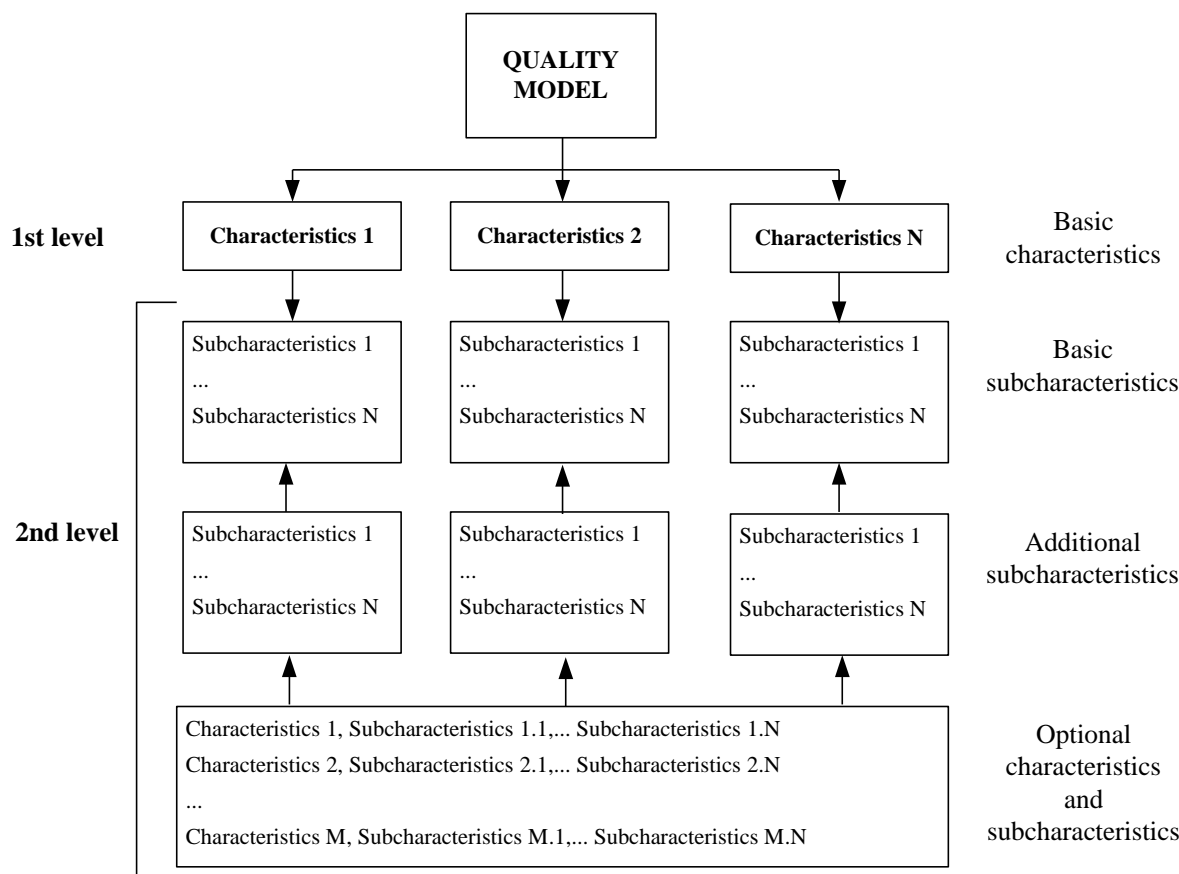 QUALITY
MODEL
1st level
Characteristics 1
Characteristics 2
Characteristics N
Basic
characteristics
Subcharacteristics 1
...
Subcharacteristics N
Subcharacteristics 1
...
Subcharacteristics N
Subcharacteristics 1
...
Subcharacteristics N
Basic
subcharacteristics
2nd level
Subcharacteristics 1
...
Subcharacteristics N
Subcharacteristics 1
...
Subcharacteristics N
Subcharacteristics 1
...
Subcharacteristics N
Additional
subcharacteristics
Characteristics 1, Subcharacteristics 1.1,... Subcharacteristics 1.N
Characteristics 2, Subcharacteristics 2.1,... Subcharacteristics 2.N
...
Characteristics M, Subcharacteristics M.1,... Subcharacteristics M.N
Optional
characteristics
and
subcharacteristics